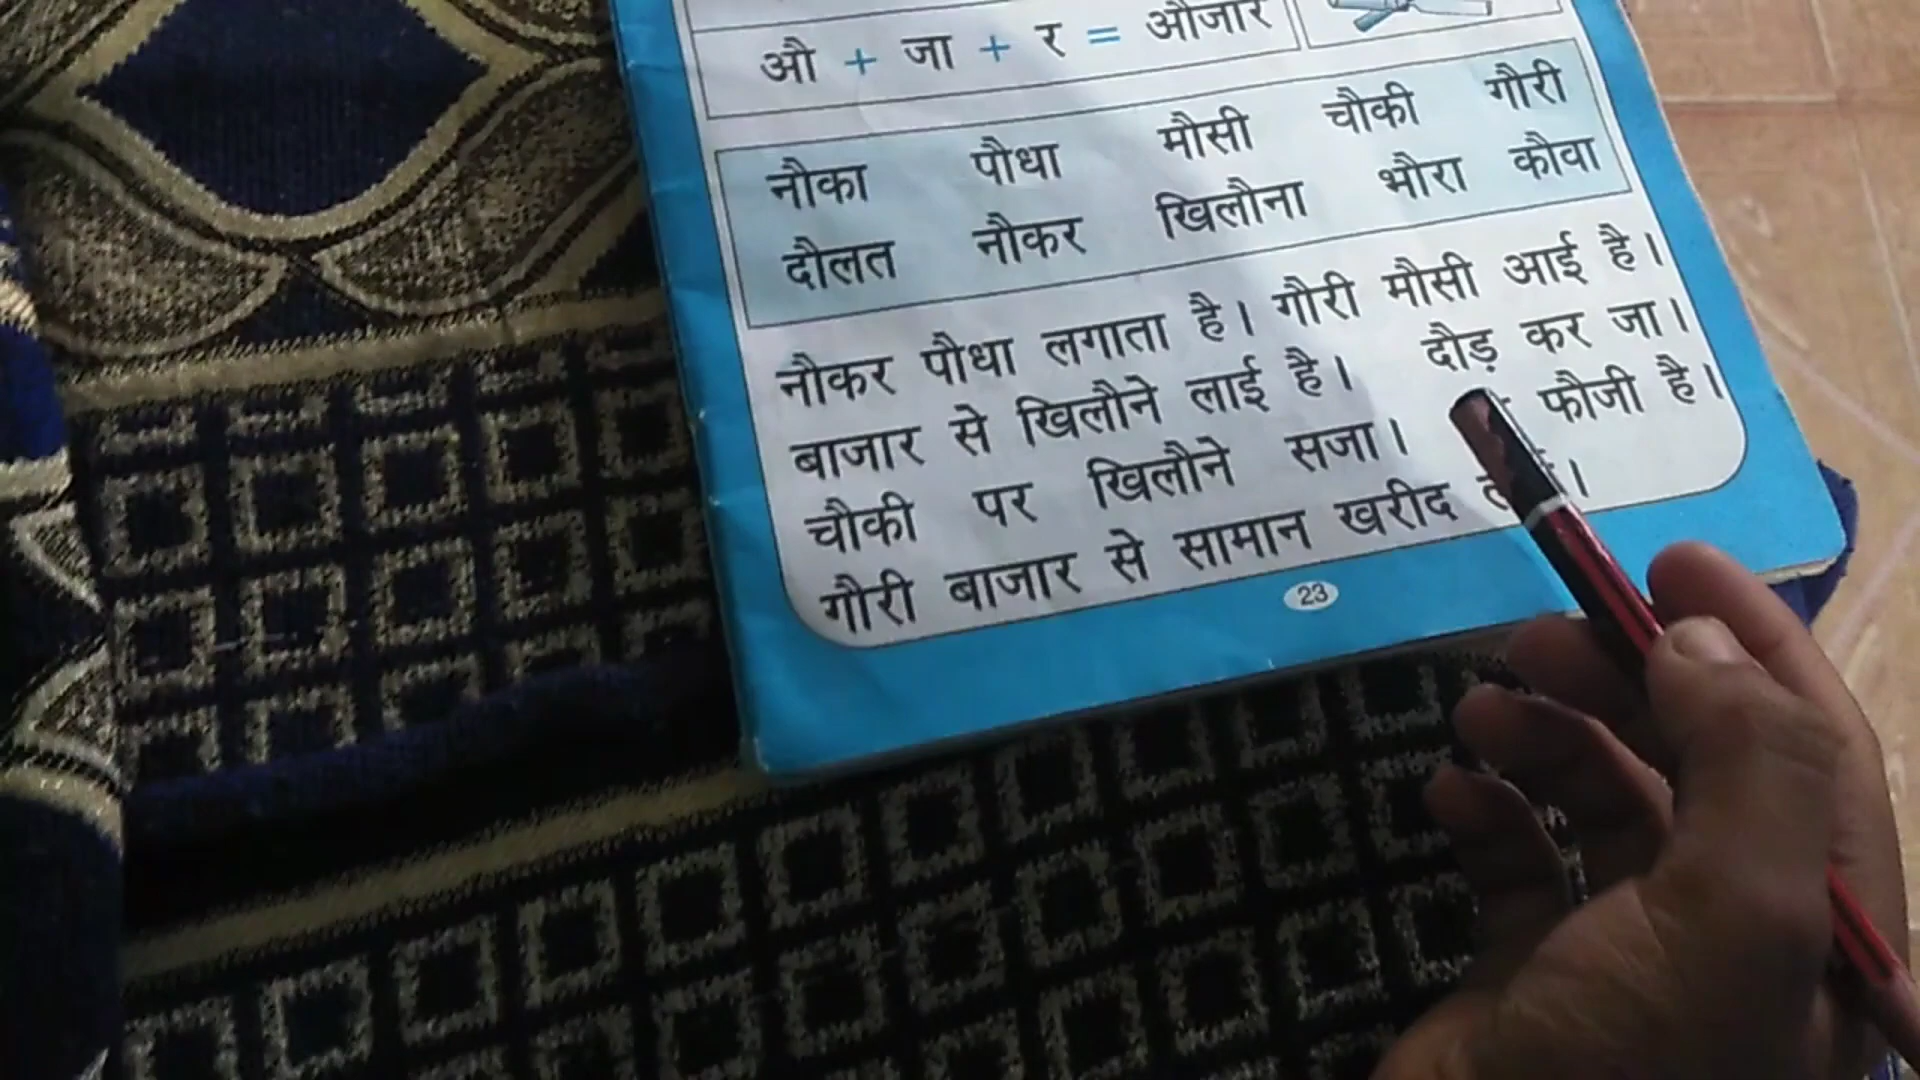 औ + जा + र = औजार
नौका पौधा मौसी चौकी गौरी
दौलत नौकर खिलौना भौरा कौवा
नौकर पौधा लगाता है। गौरी मौसी आई है।
बाजार से खिलौने लाई है। दौड़ कर जा।
चौकी पर खिलौने सजा। फौजी है।
गौरी बाजार से सामान खरीद
23